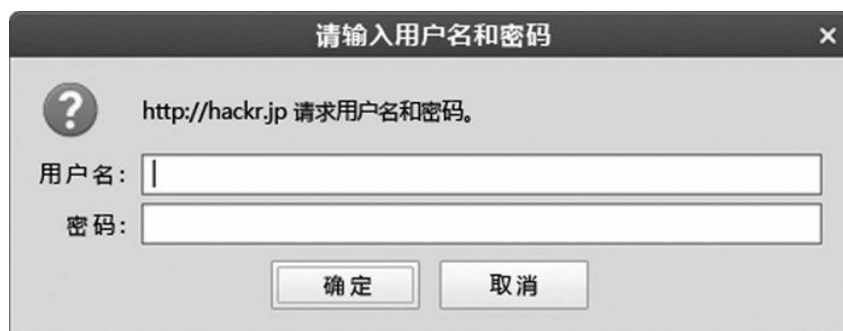 请输入用户名和密码
http://hackr.jp 请求用户名和密码。
用户名：
密码：
确定 取消